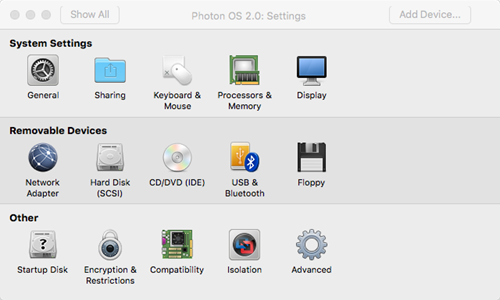 Show All
Photon OS 2.0: Settings
Add Device...
System Settings
General
Sharing
Keyboard &
Mouse
Processors &
Memory
Display
Removable Devices
Network
Adapter
Hard Disk
(SCSI)
CD/DVD (IDE)
USB &
Bluetooth
Floppy
Other
?
Startup Disk
Encryption &
Restrictions
Compatibility
Isolation
Advanced